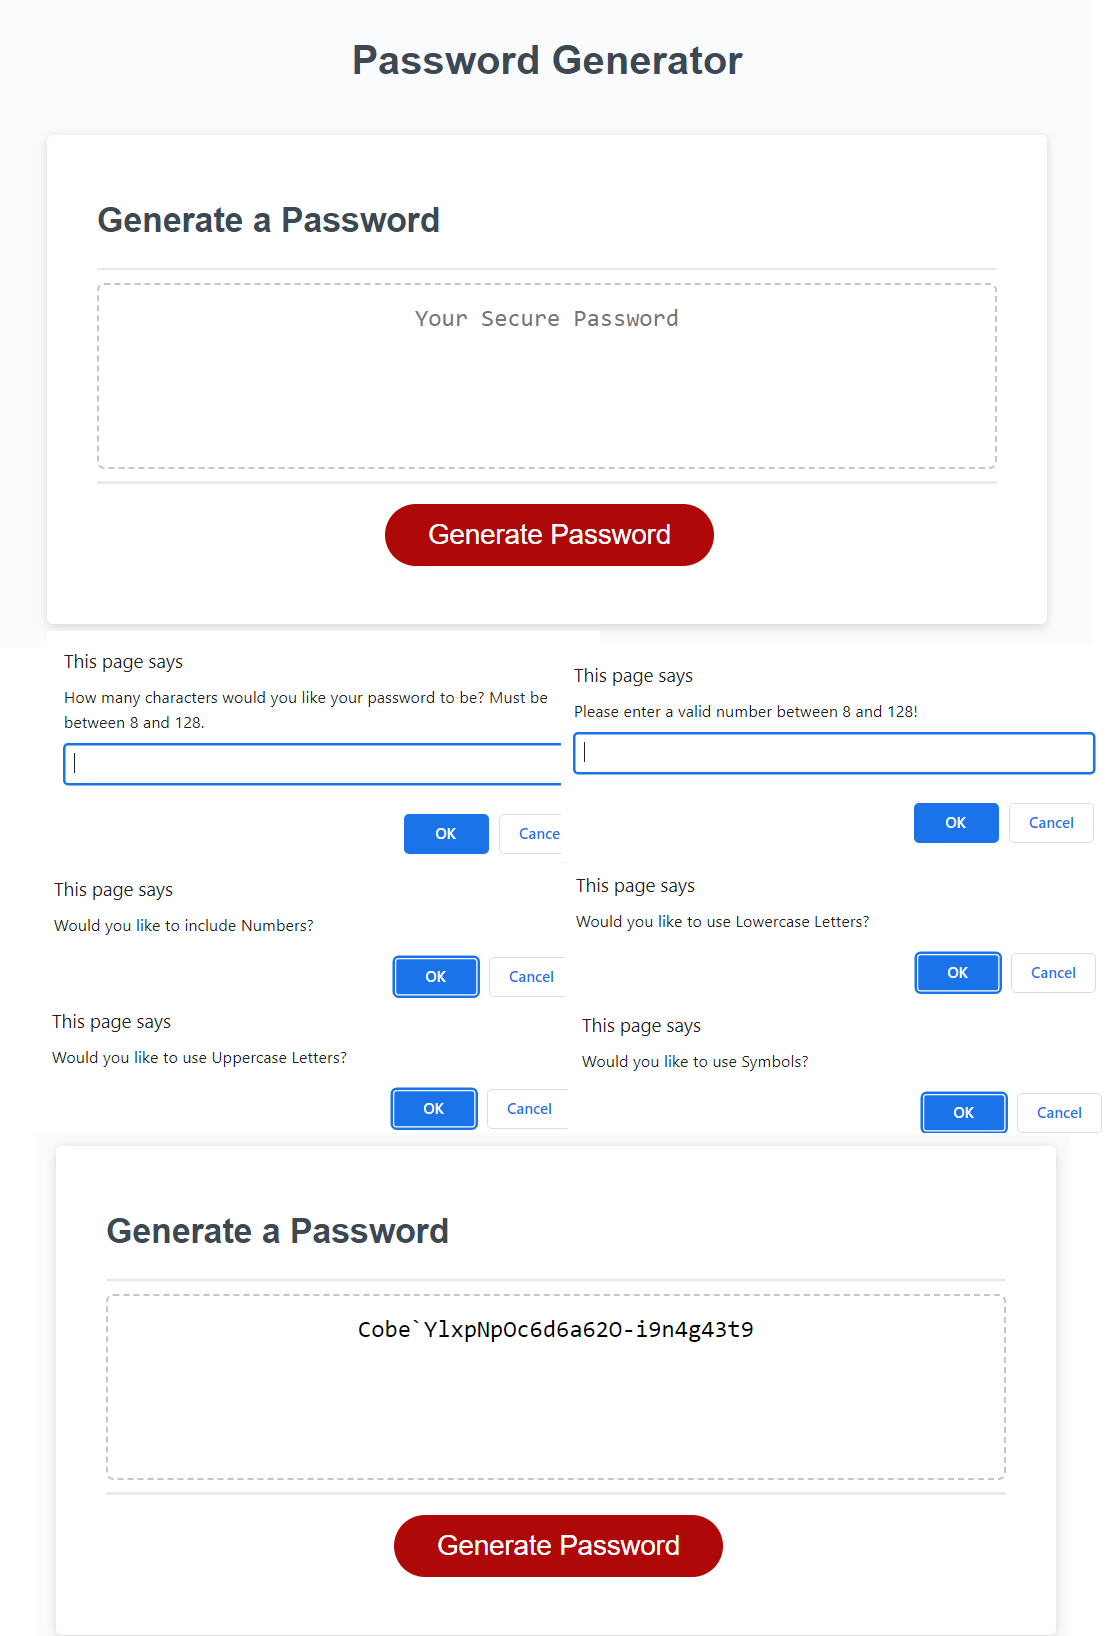 Password Generator
Generate a Password
Your Secure Password
Generate Password
This page says
How many characters would you like your password to be? Must be
between 8 and 128.
OK
Cance
This page says
Please enter a valid number between 8 and 128!
OK
Cancel
This page says
Would you like to include Numbers?
OK
Cancel
This page says
Would you like to use Lowercase Letters?
OK
Cancel
This page says
Would you like to use Uppercase Letters?
OK
Cancel
This page says
Would you like to use Symbols?
OK
Cancel
Generate a Password
Cobe`YlxpNpOc6d6a62O-i9n4g43t9
Generate Password